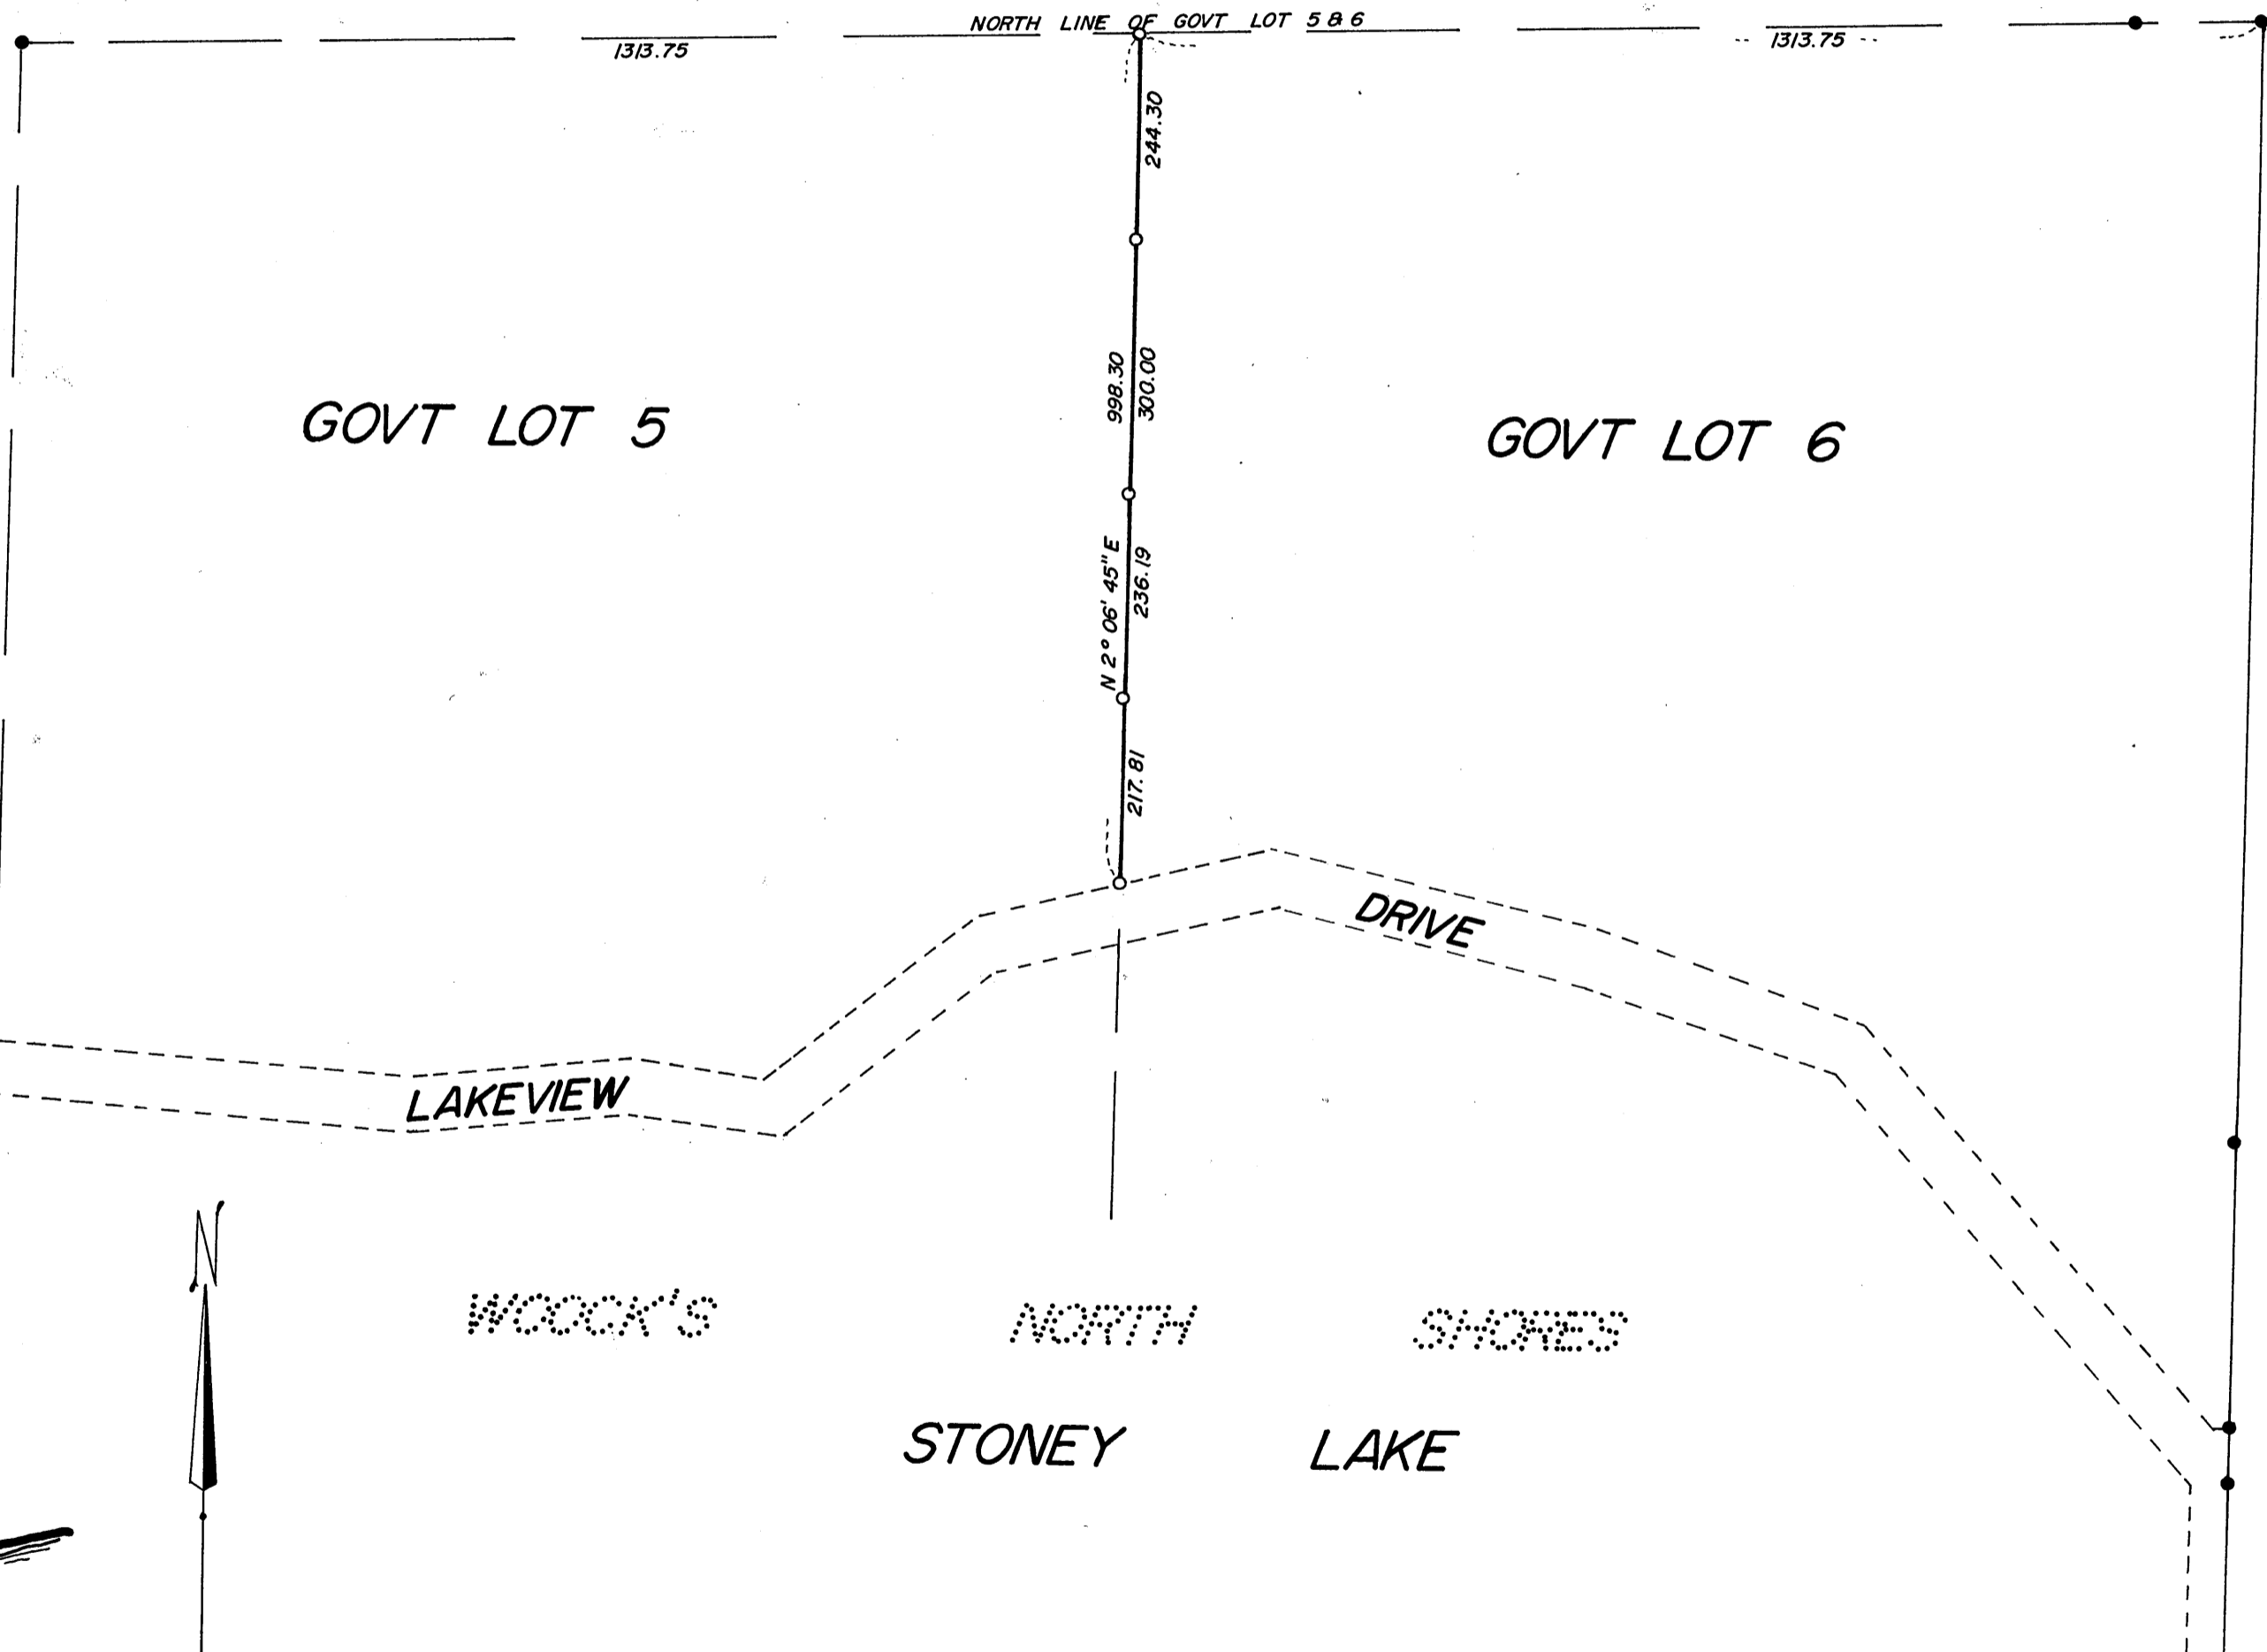 NORTH LINE OF GOVT LOT 5 & 6
1313.75
1313.75
244.30
998.30
300.00
GOVT LOT 5
GOVT LOT 6
N 2° 06' 45" E
236.19
217.81
DRIVE
LAKEVIEW
N
WOOCK'S NORTH SHORES
STONEY LAKE